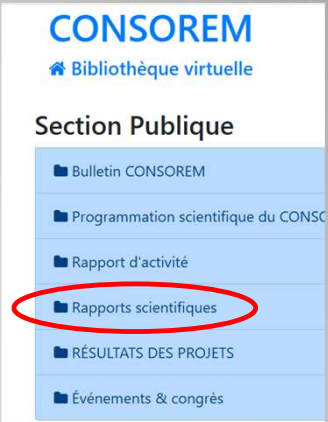 CONSOREM
Bibliothèque virtuelle
Section Publique
Bulletin CONSOREM
Programmation scientifique du CONSO
Rapport d'activité
Rapports scientifiques
RÉSULTATS DES PROJETS
Événements & congrès